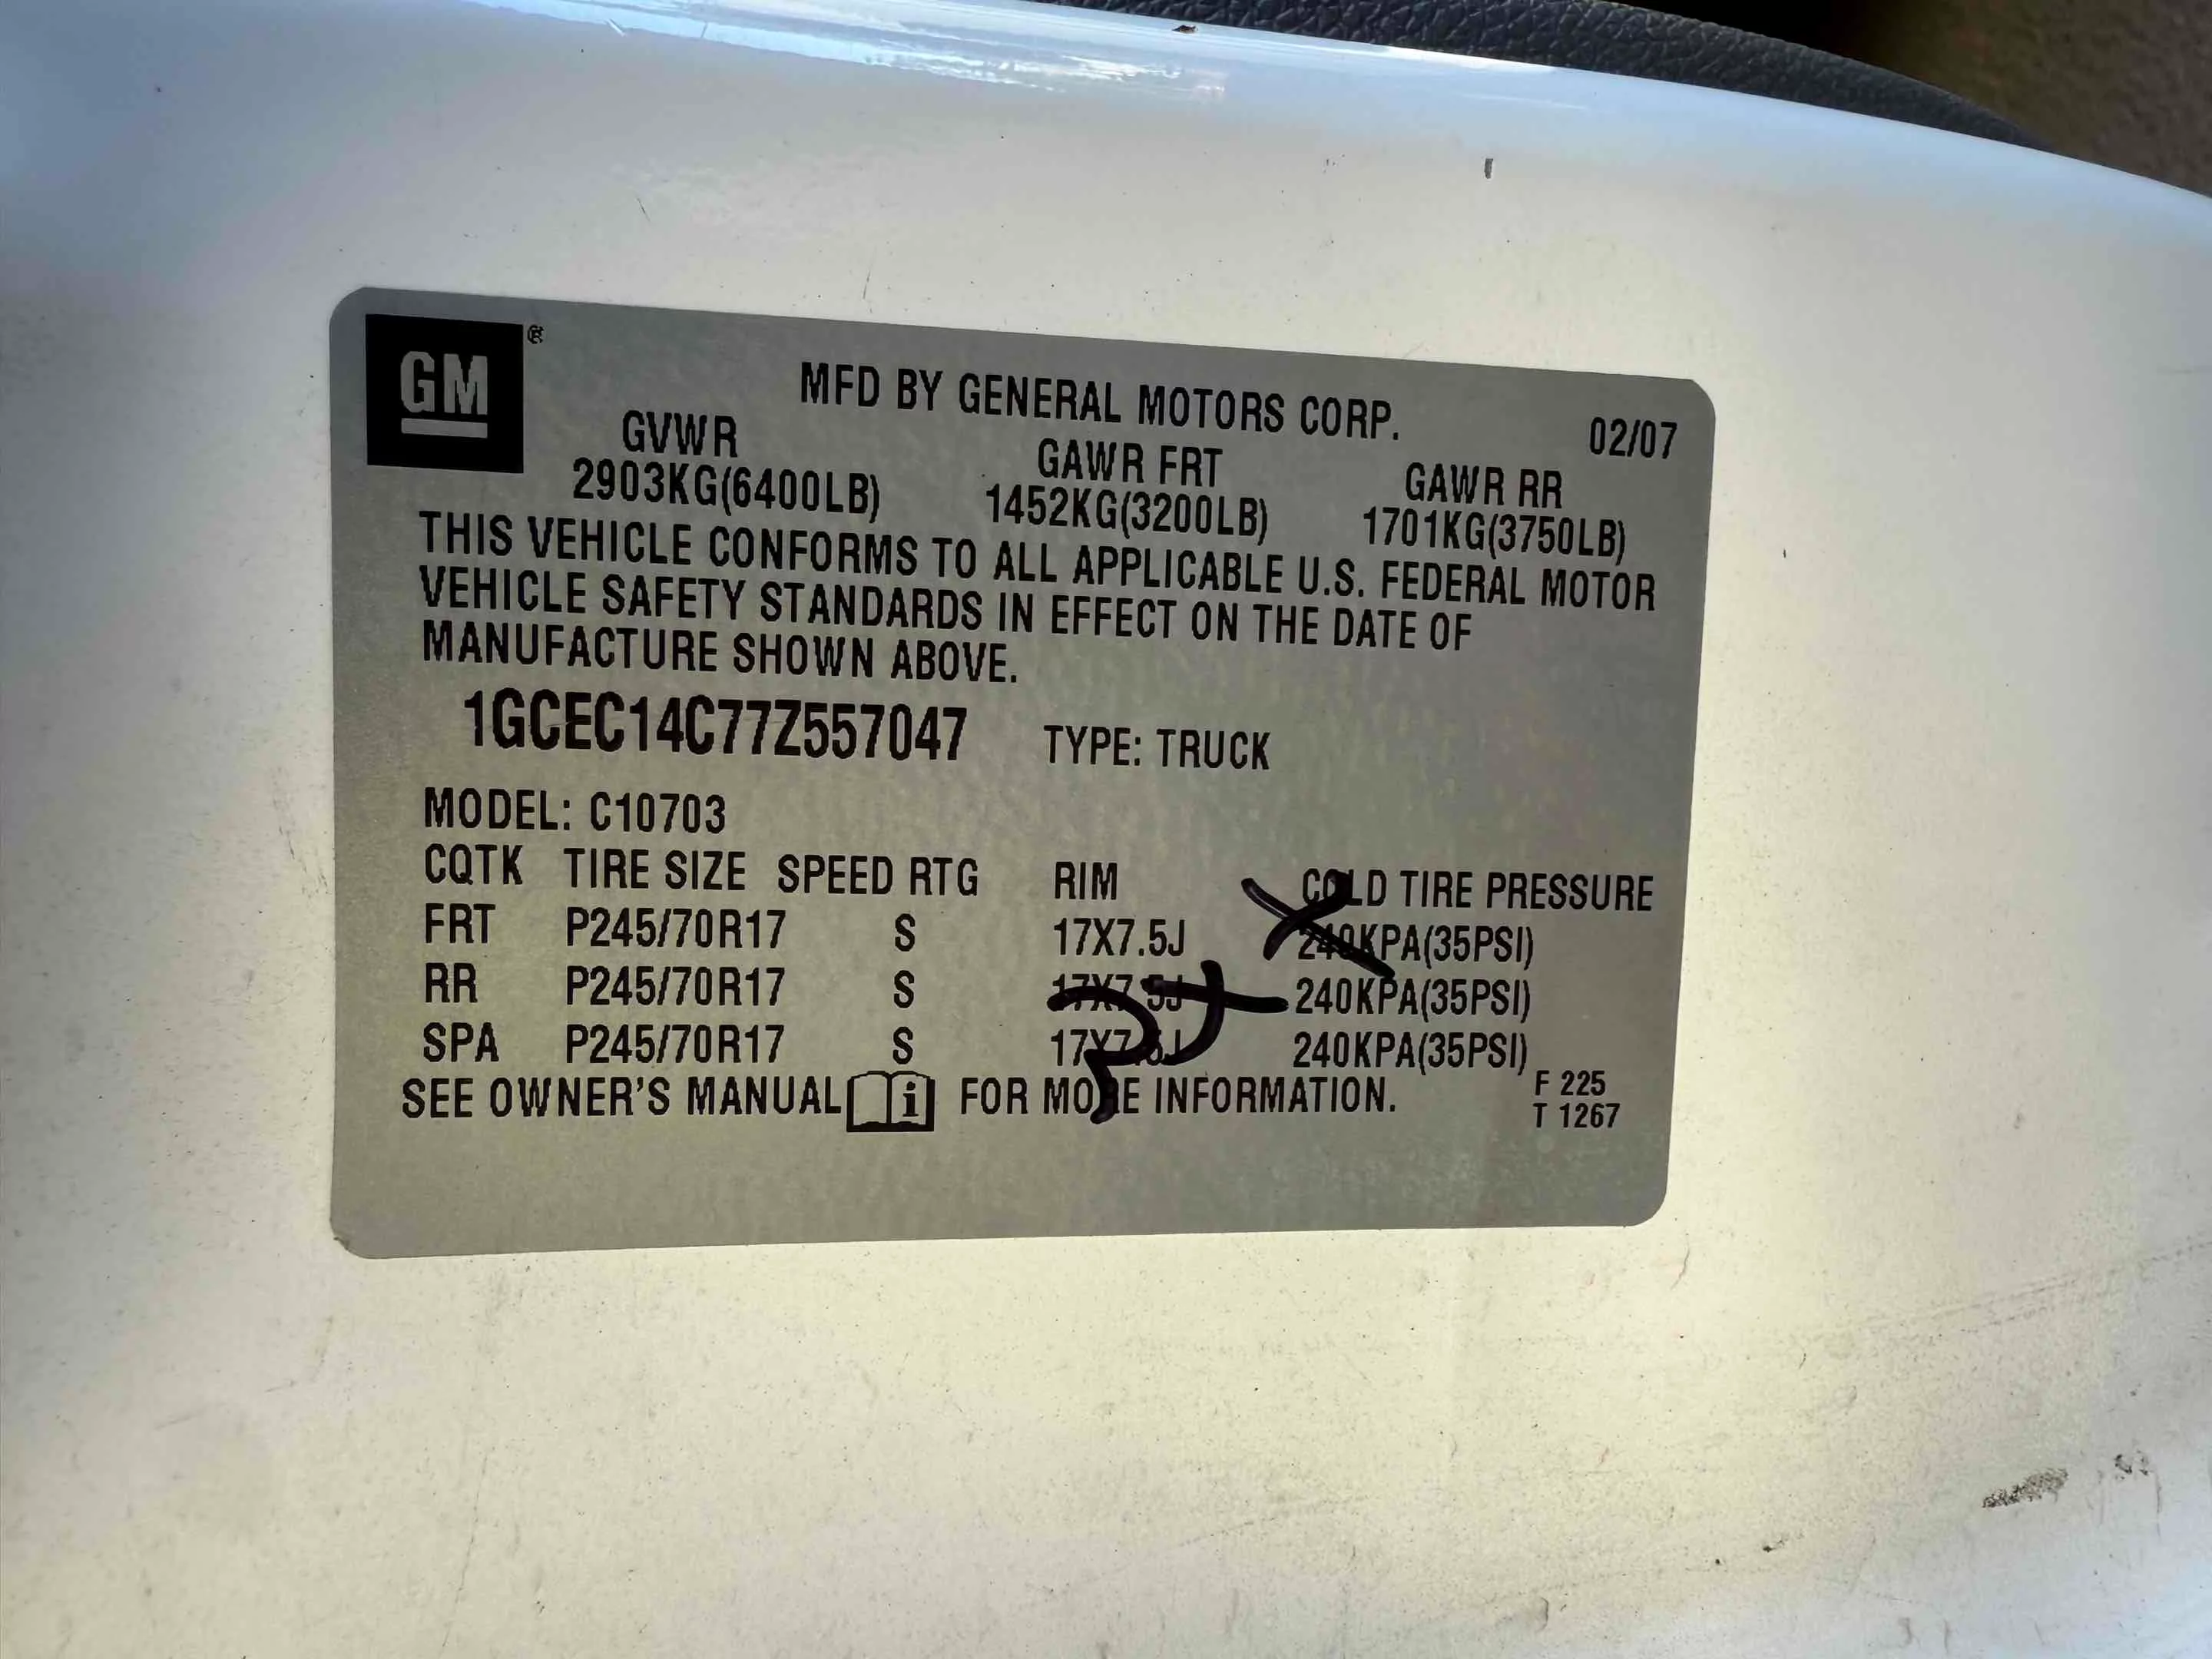 GM ®
MFD BY GENERAL MOTORS CORP. 02/07
GVWR GAWR FRT GAWR RR
2903KG(6400LB) 1452KG(3200LB) 1701KG(3750LB)
THIS VEHICLE CONFORMS TO ALL APPLICABLE U.S. FEDERAL MOTOR
VEHICLE SAFETY STANDARDS IN EFFECT ON THE DATE OF
MANUFACTURE SHOWN ABOVE.
1GCEC14C77Z557047 TYPE: TRUCK
MODEL: C10703
CQTK TIRE SIZE SPEED RTG RIM COLD TIRE PRESSURE
FRT P245/70R17 S 17X7.5J 240KPA(35PSI)
RR P245/70R17 S 17X7.5J 240KPA(35PSI)
SPA P245/70R17 S 17X7.5J 240KPA(35PSI)
SEE OWNER'S MANUAL i FOR MORE INFORMATION.
F 225
T 1267